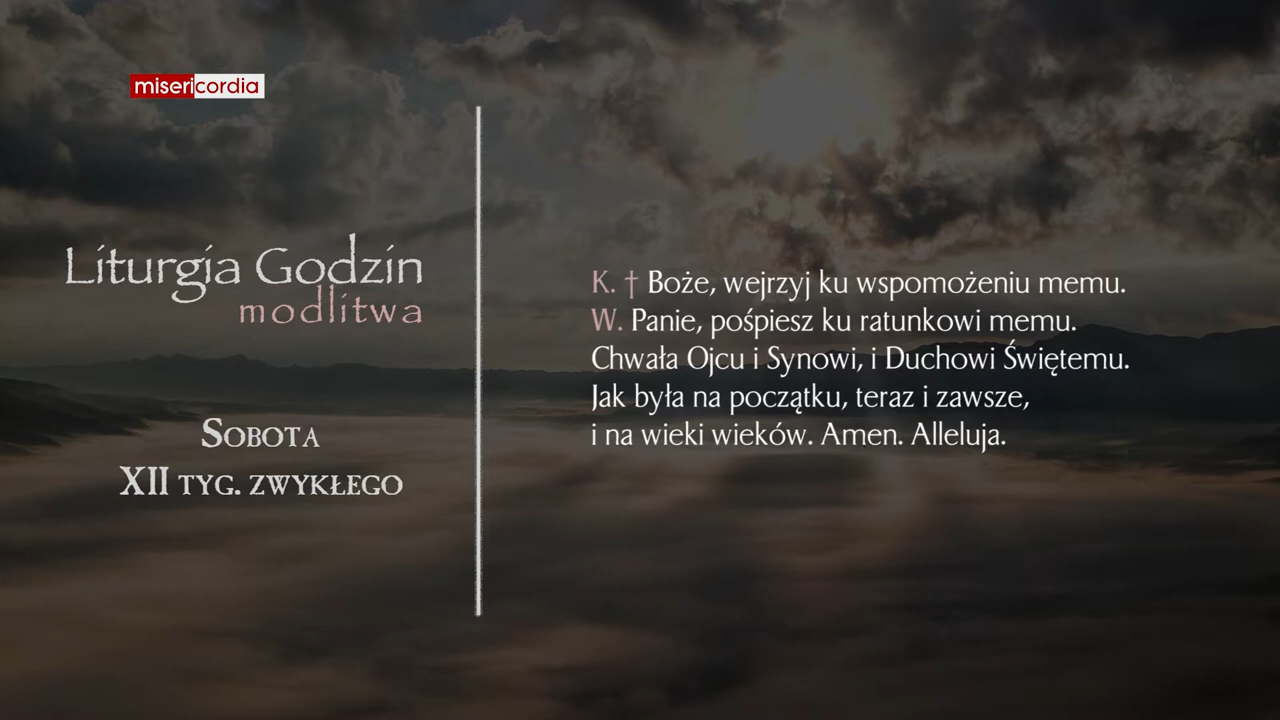 misericordia
Liturgia Godzin
modlitwa
Sobota
XII tyg. zwykłego
K. † Boże, wejrzyj ku wspomożeniu memu.
W. Panie, pośpiesz ku ratunkowi memu.
Chwała Ojcu i Synowi, i Duchowi Świętemu.
Jak była na początku, teraz i zawsze,
i na wieki wieków. Amen. Alleluja.